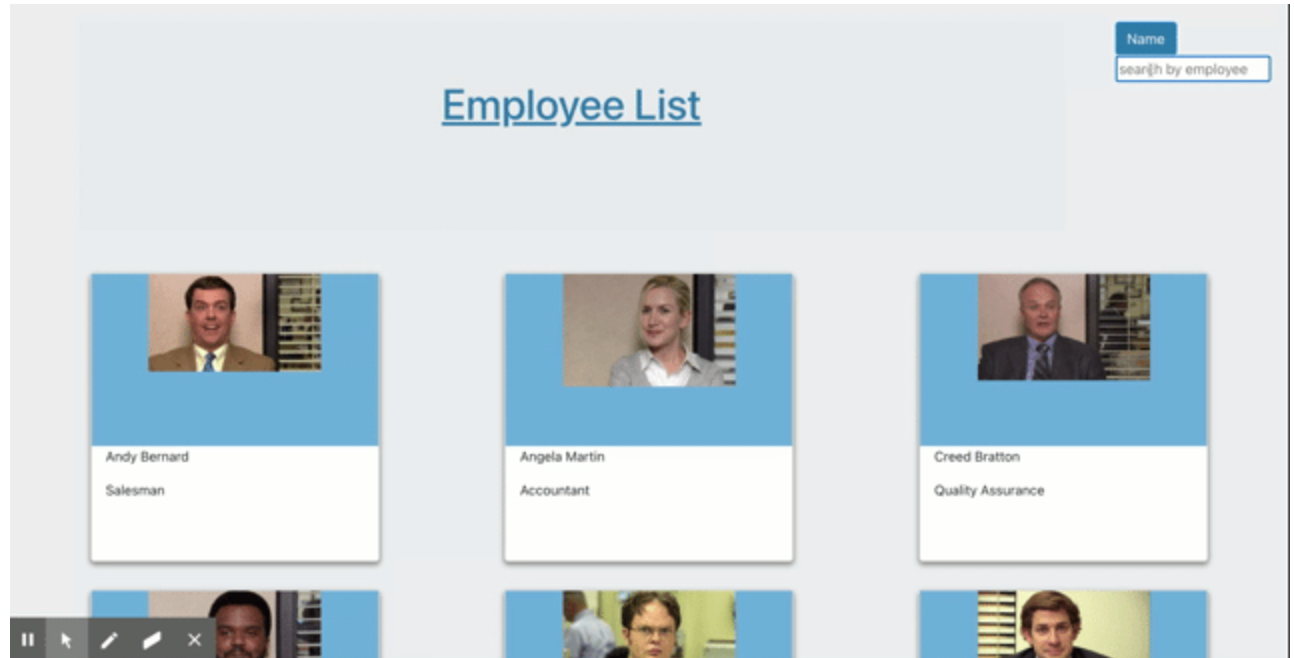 Name
search by employee
Employee List
Andy Bernard
Salesman
Angela Martin
Accountant
Creed Bratton
Quality Assurance